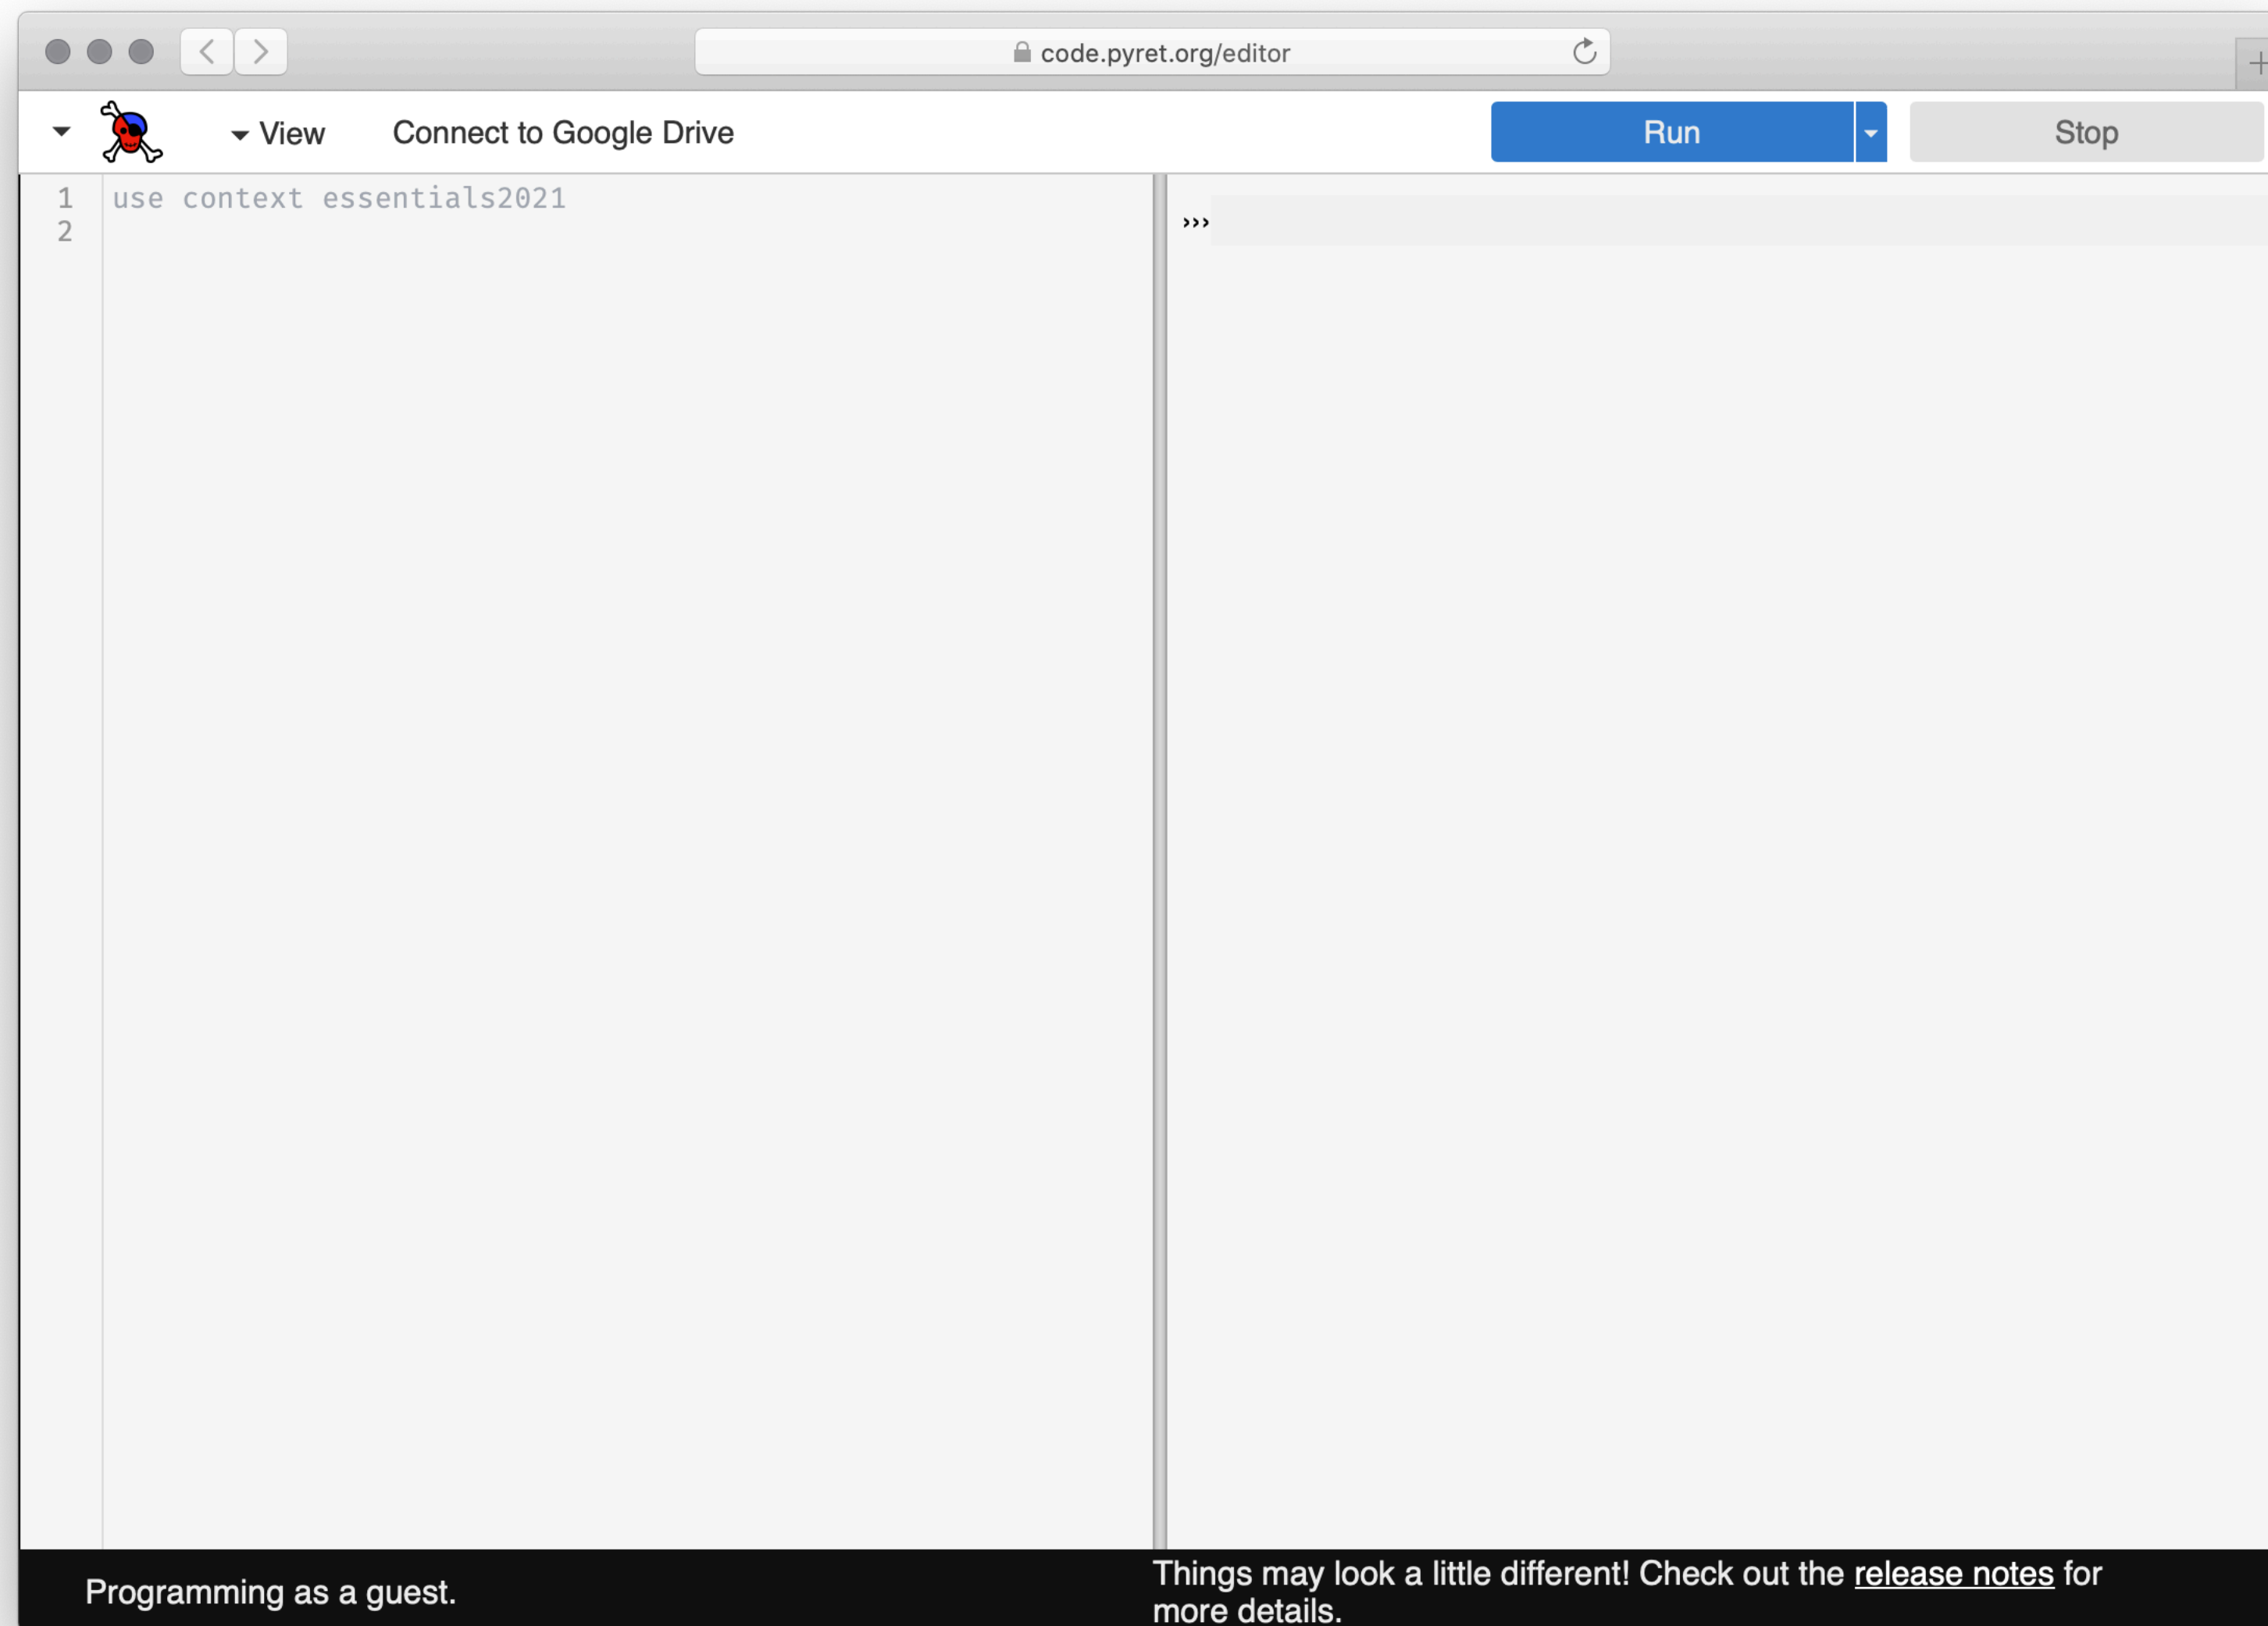 code.pyret.org/editor
View Connect to Google Drive Run Stop
1 use context essentials2021
2
›››
Programming as a guest.
Things may look a little different! Check out the release notes for
more details.